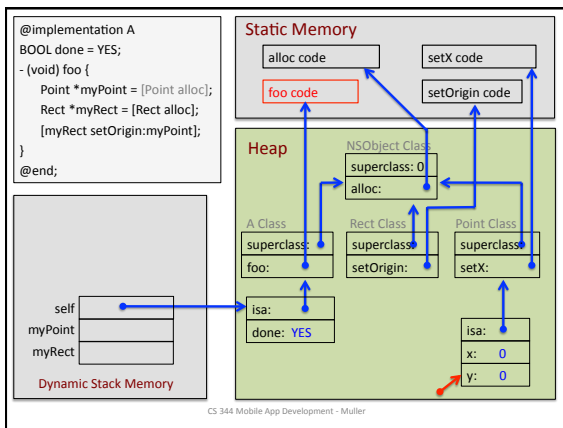 @implementation A
BOOL done = YES;
- (void) foo {
Point *myPoint = [Point alloc];
Rect *myRect = [Rect alloc];
[myRect setOrigin:myPoint];
}
@end;
Static Memory
alloc code
setX code
foo code
setOrigin code
Heap
NSObject Class
superclass: 0
alloc:
A Class
superclass:
foo:
Rect Class
superclass:
setOrigin:
Point Class
superclass:
setX:
self
myPoint
myRect
Dynamic Stack Memory
isa:
done: YES
isa:
x: 0
y: 0
CS 344 Mobile App Development - Muller